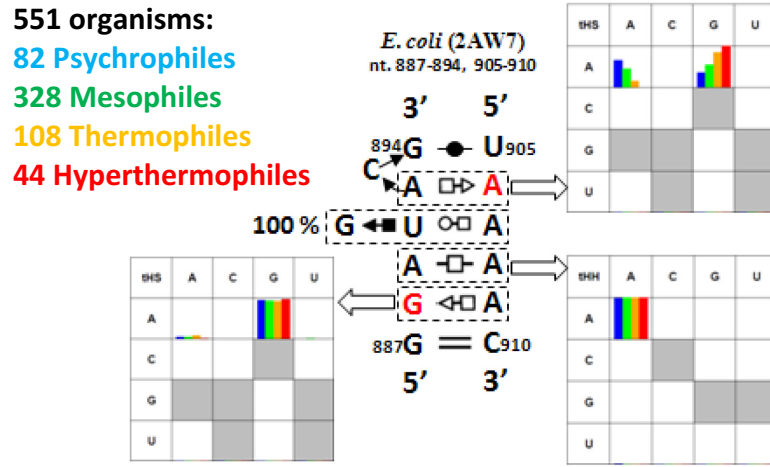 551 organisms:
82 Psychrophiles
328 Mesophiles
108 Thermophiles
44 Hyperthermophiles
E. coli (2AW7)
nt. 887-894, 905-910
3’ 5’
894G U905
C
A A
100 % G U A
A A
G A
887G C910
5’ 3’
tHS A C G U
A
C
G
U
tHH A C G U
A
C
G
U
tHS A C G U
A
C
G
U